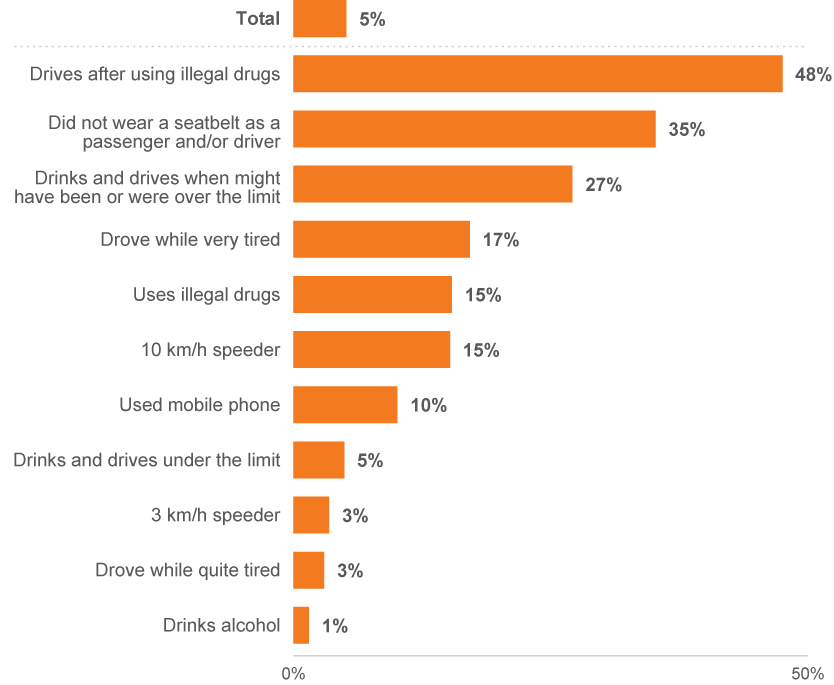 Total 5%
Drives after using illegal drugs 48%
Did not wear a seatbelt as a
passenger and/or driver 35%
Drinks and drives when might
have been or were over the limit 27%
Drove while very tired 17%
Uses illegal drugs 15%
10 km/h speeder 15%
Used mobile phone 10%
Drinks and drives under the limit 5%
3 km/h speeder 3%
Drove while quite tired 3%
Drinks alcohol 1%
0% 50%